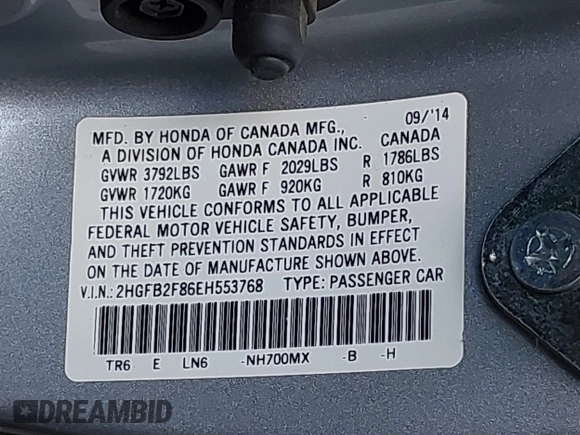 09/'14
MFD. BY HONDA OF CANADA MFG.,
A DIVISION OF HONDA CANADA INC. CANADA
GVWR 3792LBS GAWR F 2029LBS R 1786LBS
GVWR 1720KG GAWR F 920KG R 810KG
THIS VEHICLE CONFORMS TO ALL APPLICABLE
FEDERAL MOTOR VEHICLE SAFETY, BUMPER,
AND THEFT PREVENTION STANDARDS IN EFFECT
ON THE DATE OF MANUFACTURE SHOWN ABOVE.
V.I.N.: 2HGFB2F86EH553768 TYPE: PASSENGER CAR
TR6 E LN6 -NH700MX -B -H
DREAMBID